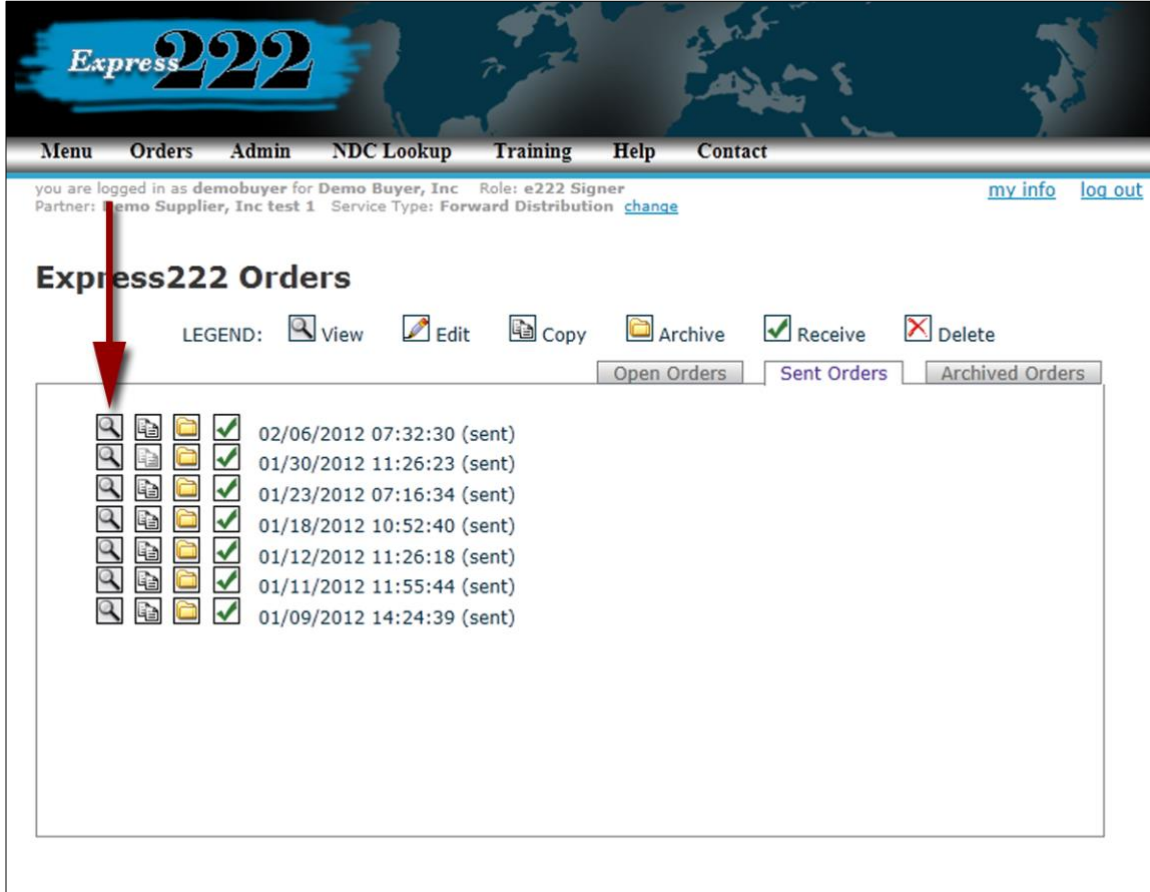 Express222
Menu Orders Admin NDC Lookup Training Help Contact
you are logged in as demobuyer for Demo Buyer, Inc Role: e222 Signer my info log out
Partner: Demo Supplier, Inc test 1 Service Type: Forward Distribution change
Express222 Orders
LEGEND: View Edit Copy Archive Receive Delete
Open Orders Sent Orders Archived Orders
02/06/2012 07:32:30 (sent)
01/30/2012 11:26:23 (sent)
01/23/2012 07:16:34 (sent)
01/18/2012 10:52:40 (sent)
01/12/2012 11:26:18 (sent)
01/11/2012 11:55:44 (sent)
01/09/2012 14:24:39 (sent)